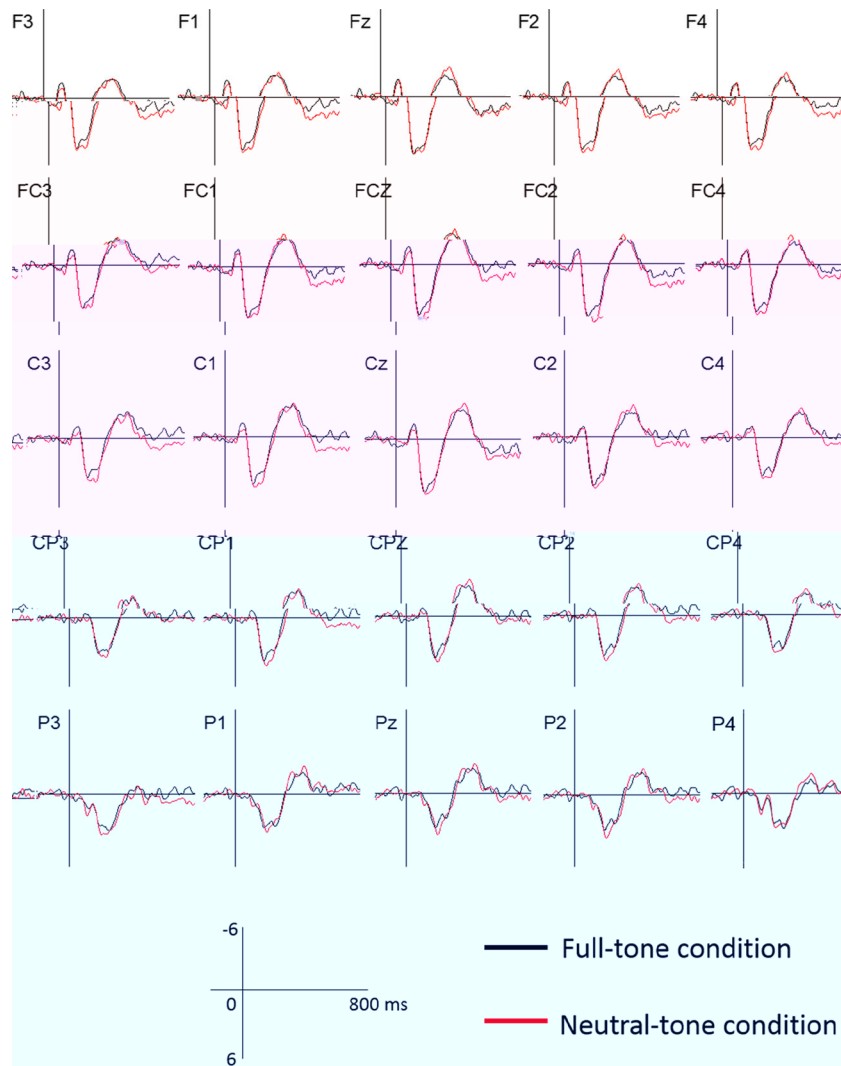 F3 F1 Fz F2 F4
FC3 FC1 FCZ FC2 FC4
C3 C1 Cz C2 C4
CP3 CP1 CPZ CP2 CP4
P3 P1 Pz P2 P4
-6
0 800 ms
6
Full-tone condition
Neutral-tone condition